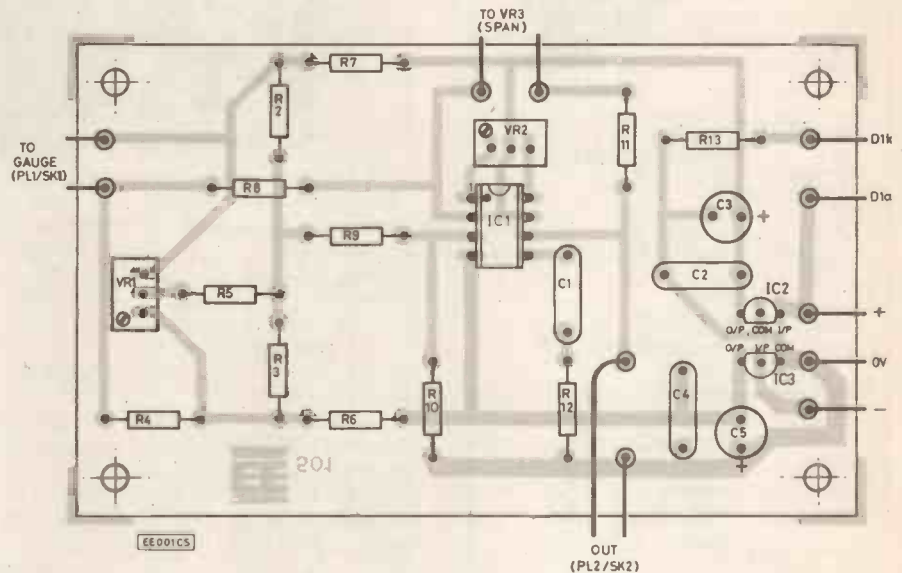 TO VR3
(SPAN)
R7
R2
VR2
R11
R13
D1k
TO
GAUGE
(PL1/SK1)
R8
IC1
C3
+
D1a
R9
VR1
R5
C1
C2
IC2
+
O/P COM I/P
O/P I/P COM
0V
IC3
R3
R4
R6
R10
R12
C4
C5
+
-
501
EE001CS
OUT
(PL2/SK2)